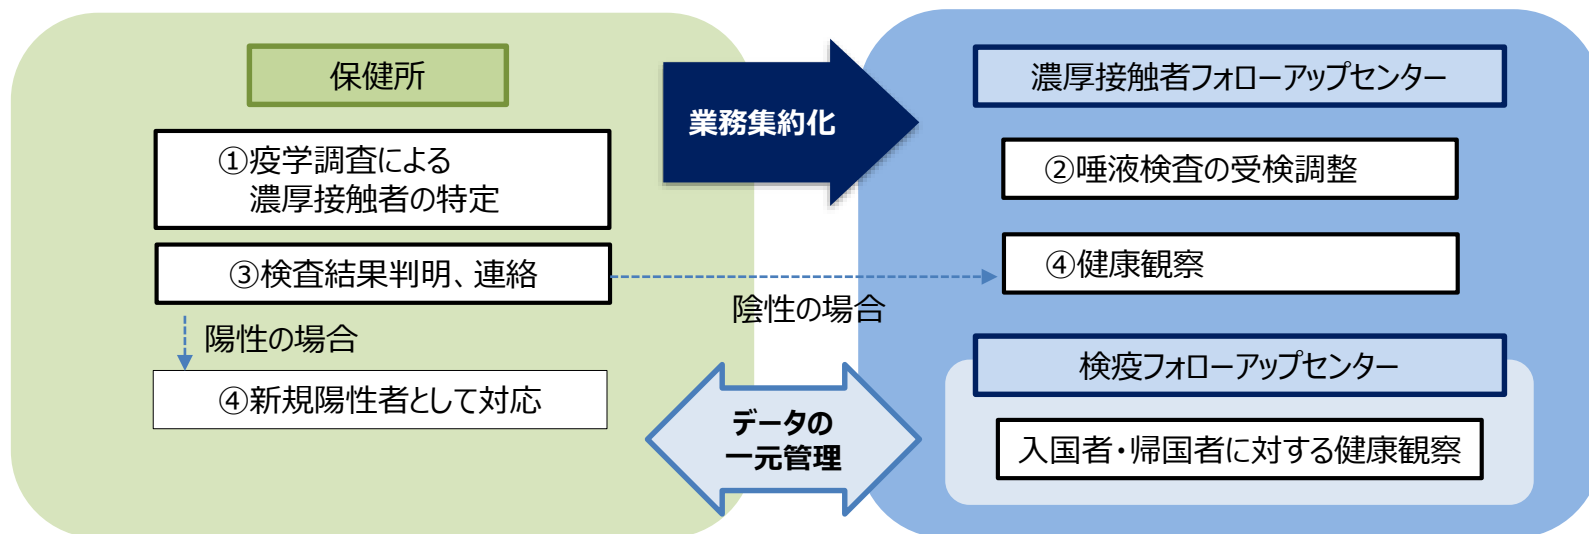 保健所
①疫学調査による
濃厚接触者の特定
③検査結果判明、連絡
陽性の場合
④新規陽性者として対応
業務集約化
陰性の場合
データの
一元管理
濃厚接触者フォローアップセンター
②唾液検査の受検調整
④健康観察
検疫フォローアップセンター
入国者・帰国者に対する健康観察